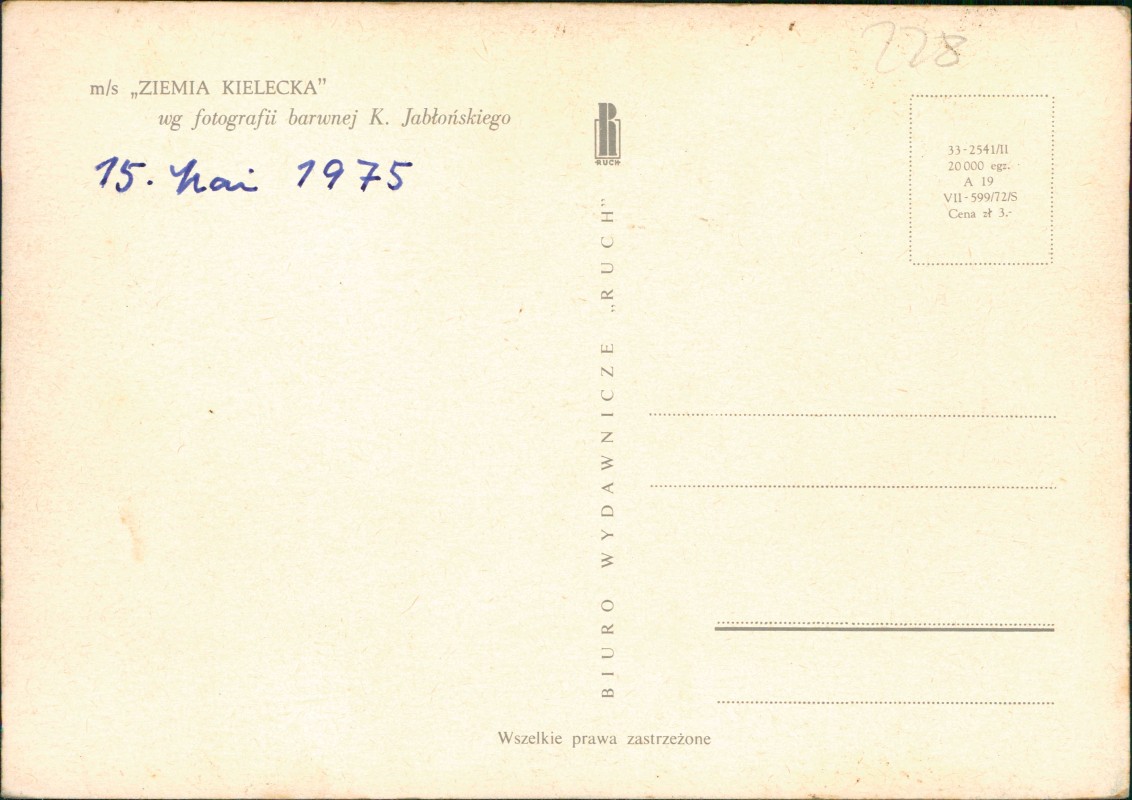 m/s „ZIEMIA KIELECKA”
wg fotografii barwnej K. Jabłońskiego
15. Mai 1975
RUCH
BIURO WYDAWNICZE „RUCH”
228
33-2541/II
20 000 egz.
A 19
VII-599/72/S
Cena zł 3.-
Wszelkie prawa zastrzeżone